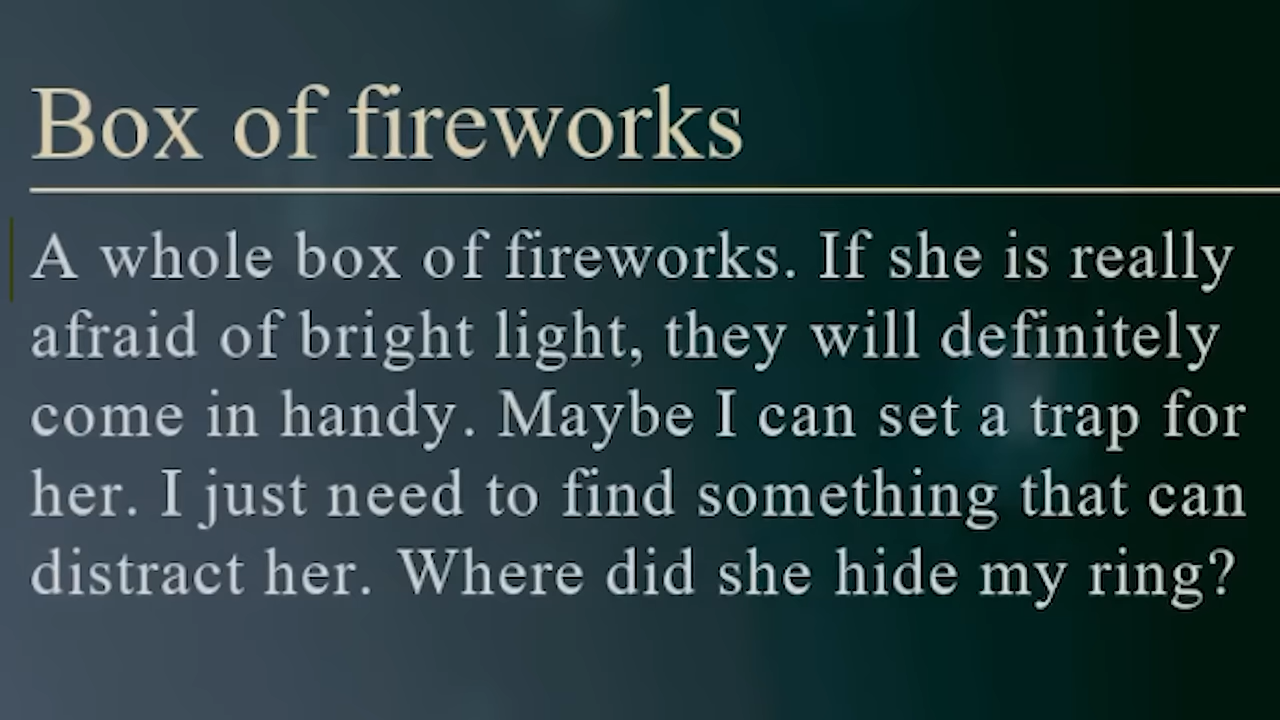 Box of fireworks
A whole box of fireworks. If she is really
afraid of bright light, they will definitely
come in handy. Maybe I can set a trap for
her. I just need to find something that can
distract her. Where did she hide my ring?